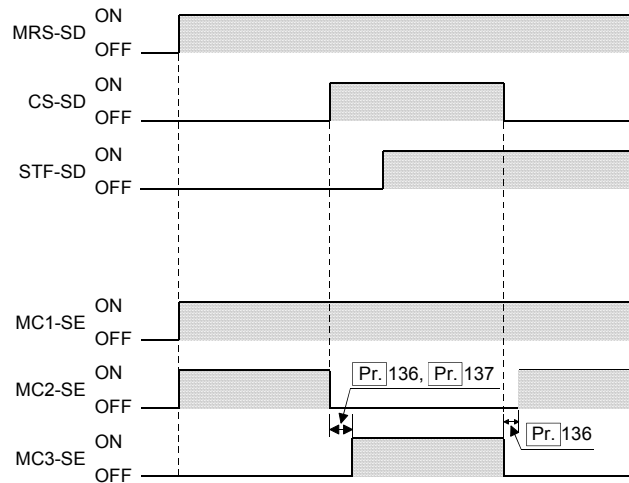 ON
MRS-SD
OFF
ON
CS-SD
OFF
ON
STF-SD
OFF
ON
MC1-SE
OFF
ON
MC2-SE
OFF
Pr. 136, Pr. 137
Pr. 136
ON
MC3-SE
OFF